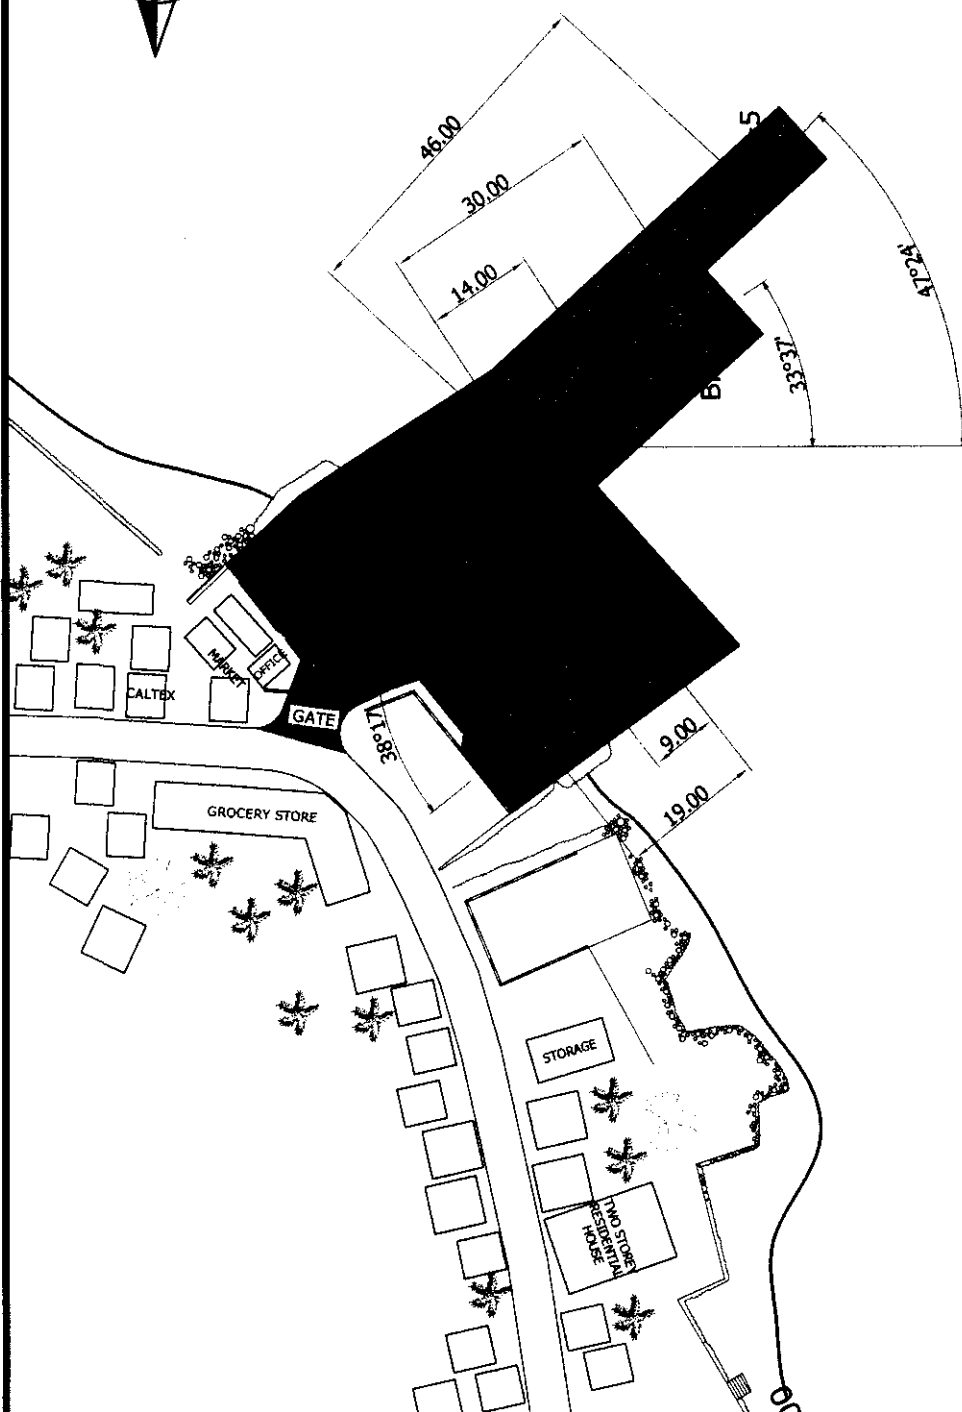 46.00
30.00
14.00
47°24'
33°37'
MARKET
OFFICE
CALTEX
GATE
38°17'
9.00
19.00
GROCERY STORE
STORAGE
TWO STOREY
RESIDENTIAL
HOUSE